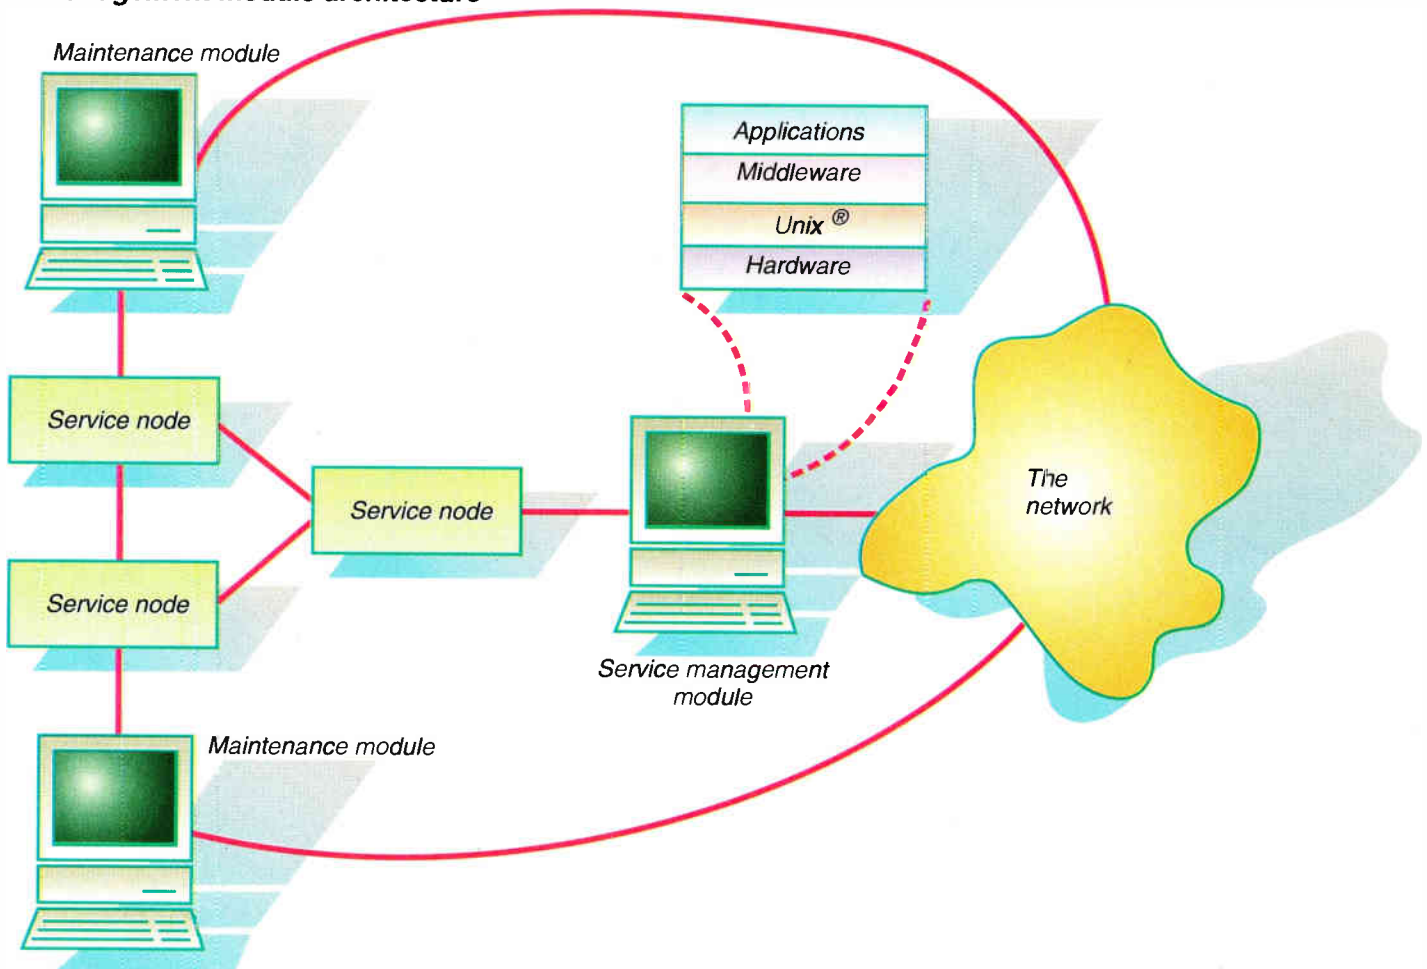 architecture
Maintenance module
Applications
Middleware
Unix ®
Hardware
Service node
Service node
The
network
Service node
Service management
module
Maintenance module